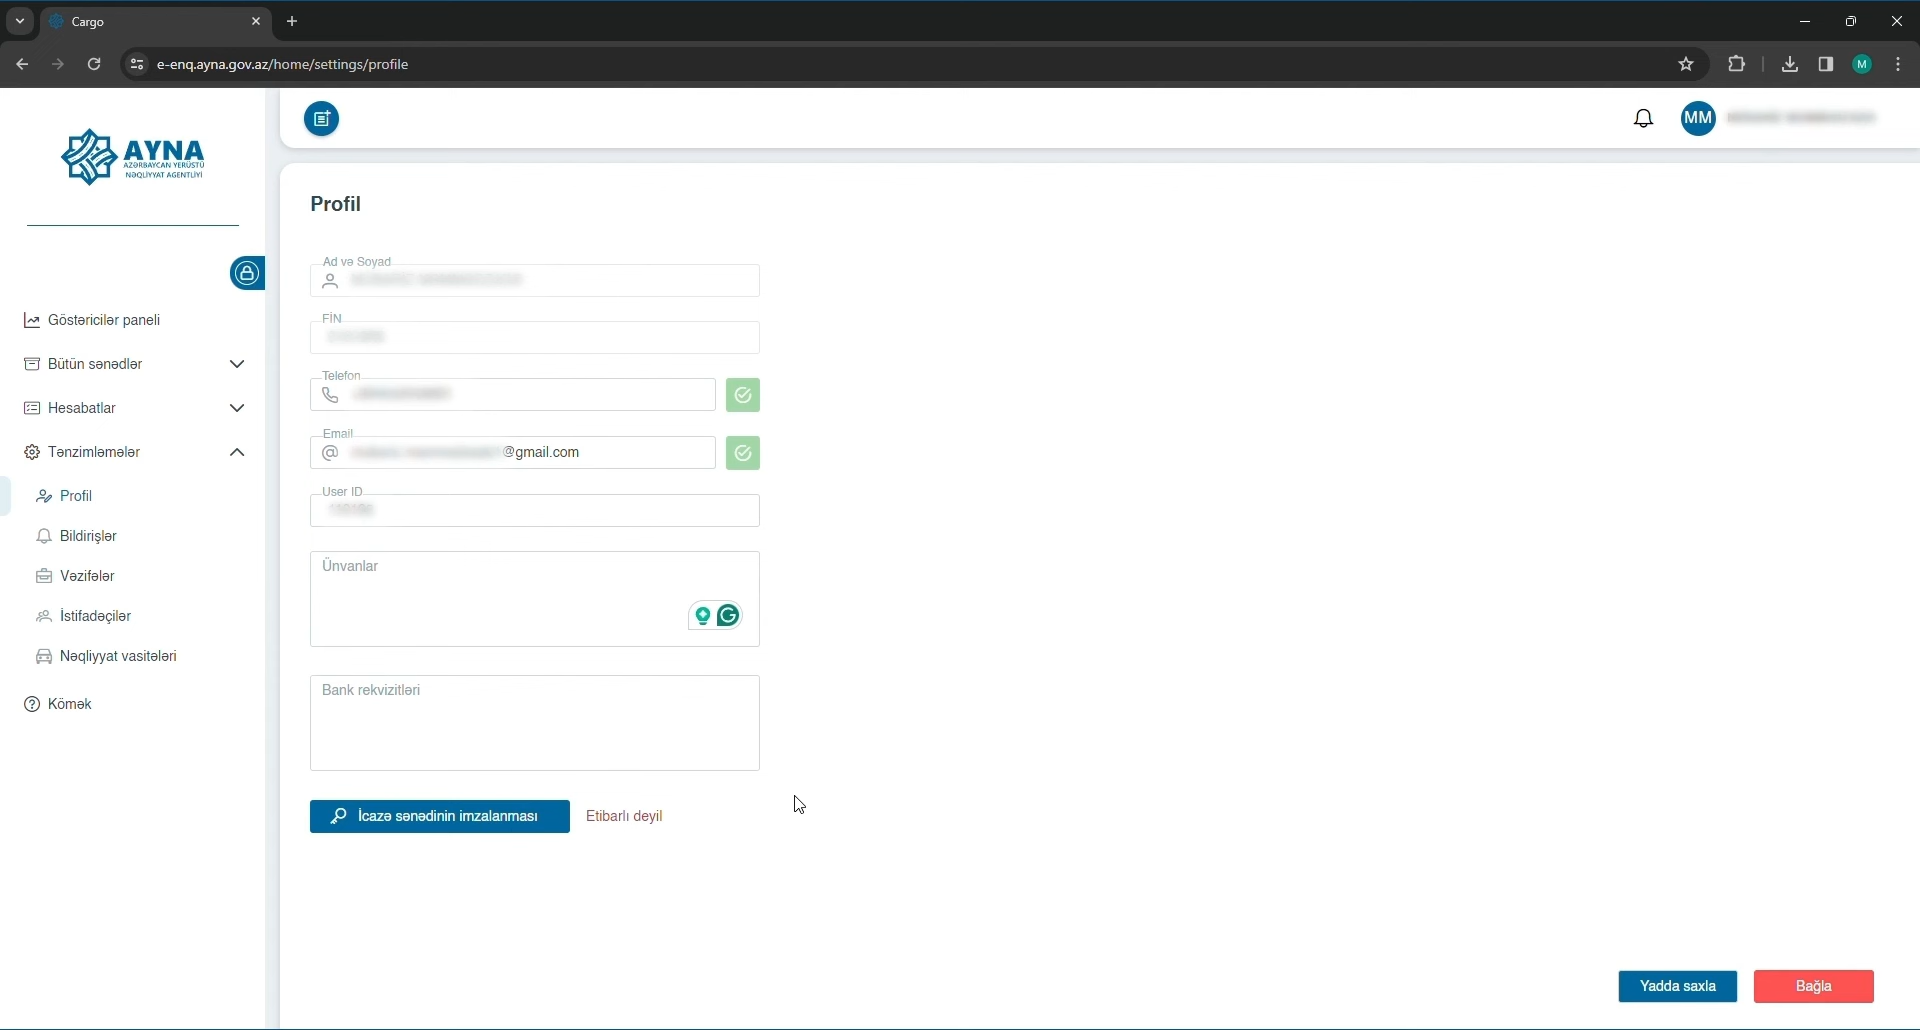 Cargo
e-enq.ayna.gov.az/home/settings/profile
M
AYNA
AZƏRBAYCAN YERÜSTÜ
NƏQLİYYAT AGENTLİYİ
MM
Profil
Göstəricilər paneli
Bütün sənədlər
Hesabatlar
Tənzimləmələr
Profil
Bildirişlər
Vəzifələr
İstifadəçilər
Nəqliyyat vasitələri
Kömək
Ad və Soyad
FİN
Telefon
Email
@gmail.com
User ID
Ünvanlar
Bank rekvizitləri
İcazə sənədinin imzalanması
Etibarlı deyil
Yadda saxla
Bağla